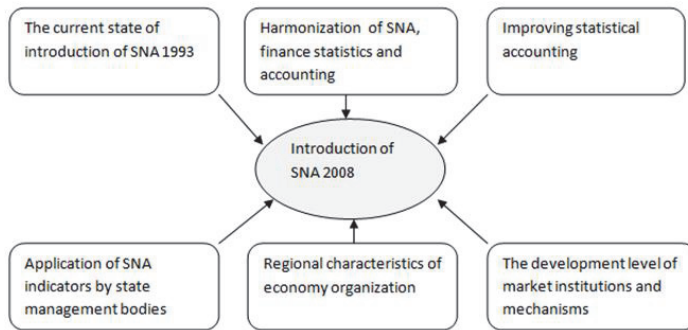 The current state of
introduction of SNA 1993
Harmonization of SNA,
finance statistics and
accounting
Improving statistical
accounting
Introduction of
SNA 2008
Application of SNA
indicators by state
management bodies
Regional characteristics of
economy organization
The development level of
market institutions and
mechanisms